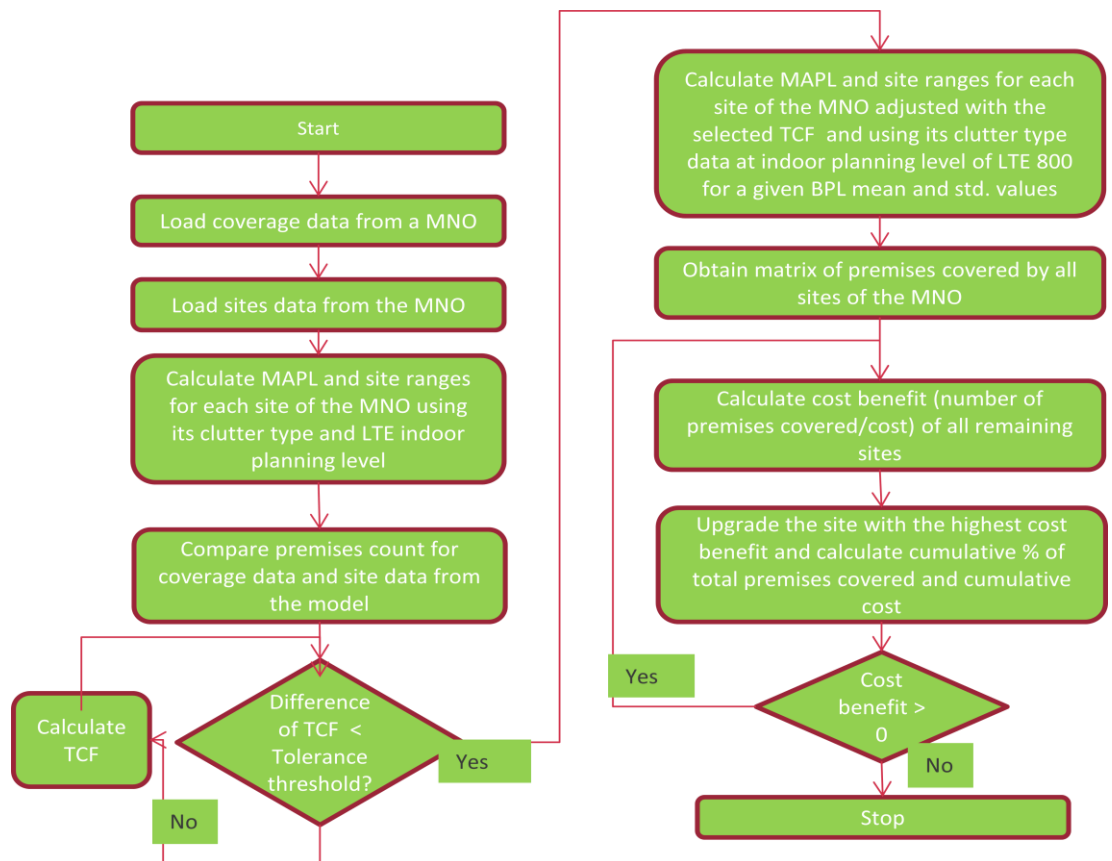 Start
Load coverage data from a MNO
Load sites data from the MNO
Calculate MAPL and site ranges
for each site of the MNO using
its clutter type and LTE indoor
planning level
Compare premises count for
coverage data and site data from
the model
Calculate
TCF
Difference
of TCF <
Tolerance
threshold?
Yes
No
Calculate MAPL and site ranges for each
site of the MNO adjusted with the
selected TCF and using its clutter type
data at indoor planning level of LTE 800
for a given BPL mean and std. values
Obtain matrix of premises covered by all
sites of the MNO
Calculate cost benefit (number of
premises covered/cost) of all remaining
sites
Upgrade the site with the highest cost
benefit and calculate cumulative % of
total premises covered and cumulative
cost
Yes
Cost
benefit >
0
No
Stop